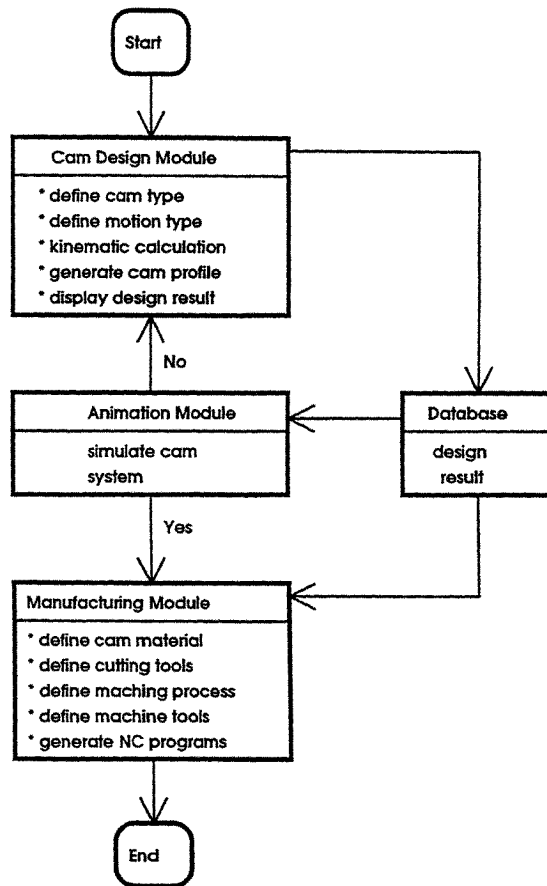 Start
Cam Design Module
* define cam type
* define motion type
* kinematic calculation
* generate cam profile
* display design result
No
Animation Module
simulate cam
system
Database
design
result
Yes
Manufacturing Module
* define cam material
* define cutting tools
* define maching process
* define machine tools
* generate NC programs
End